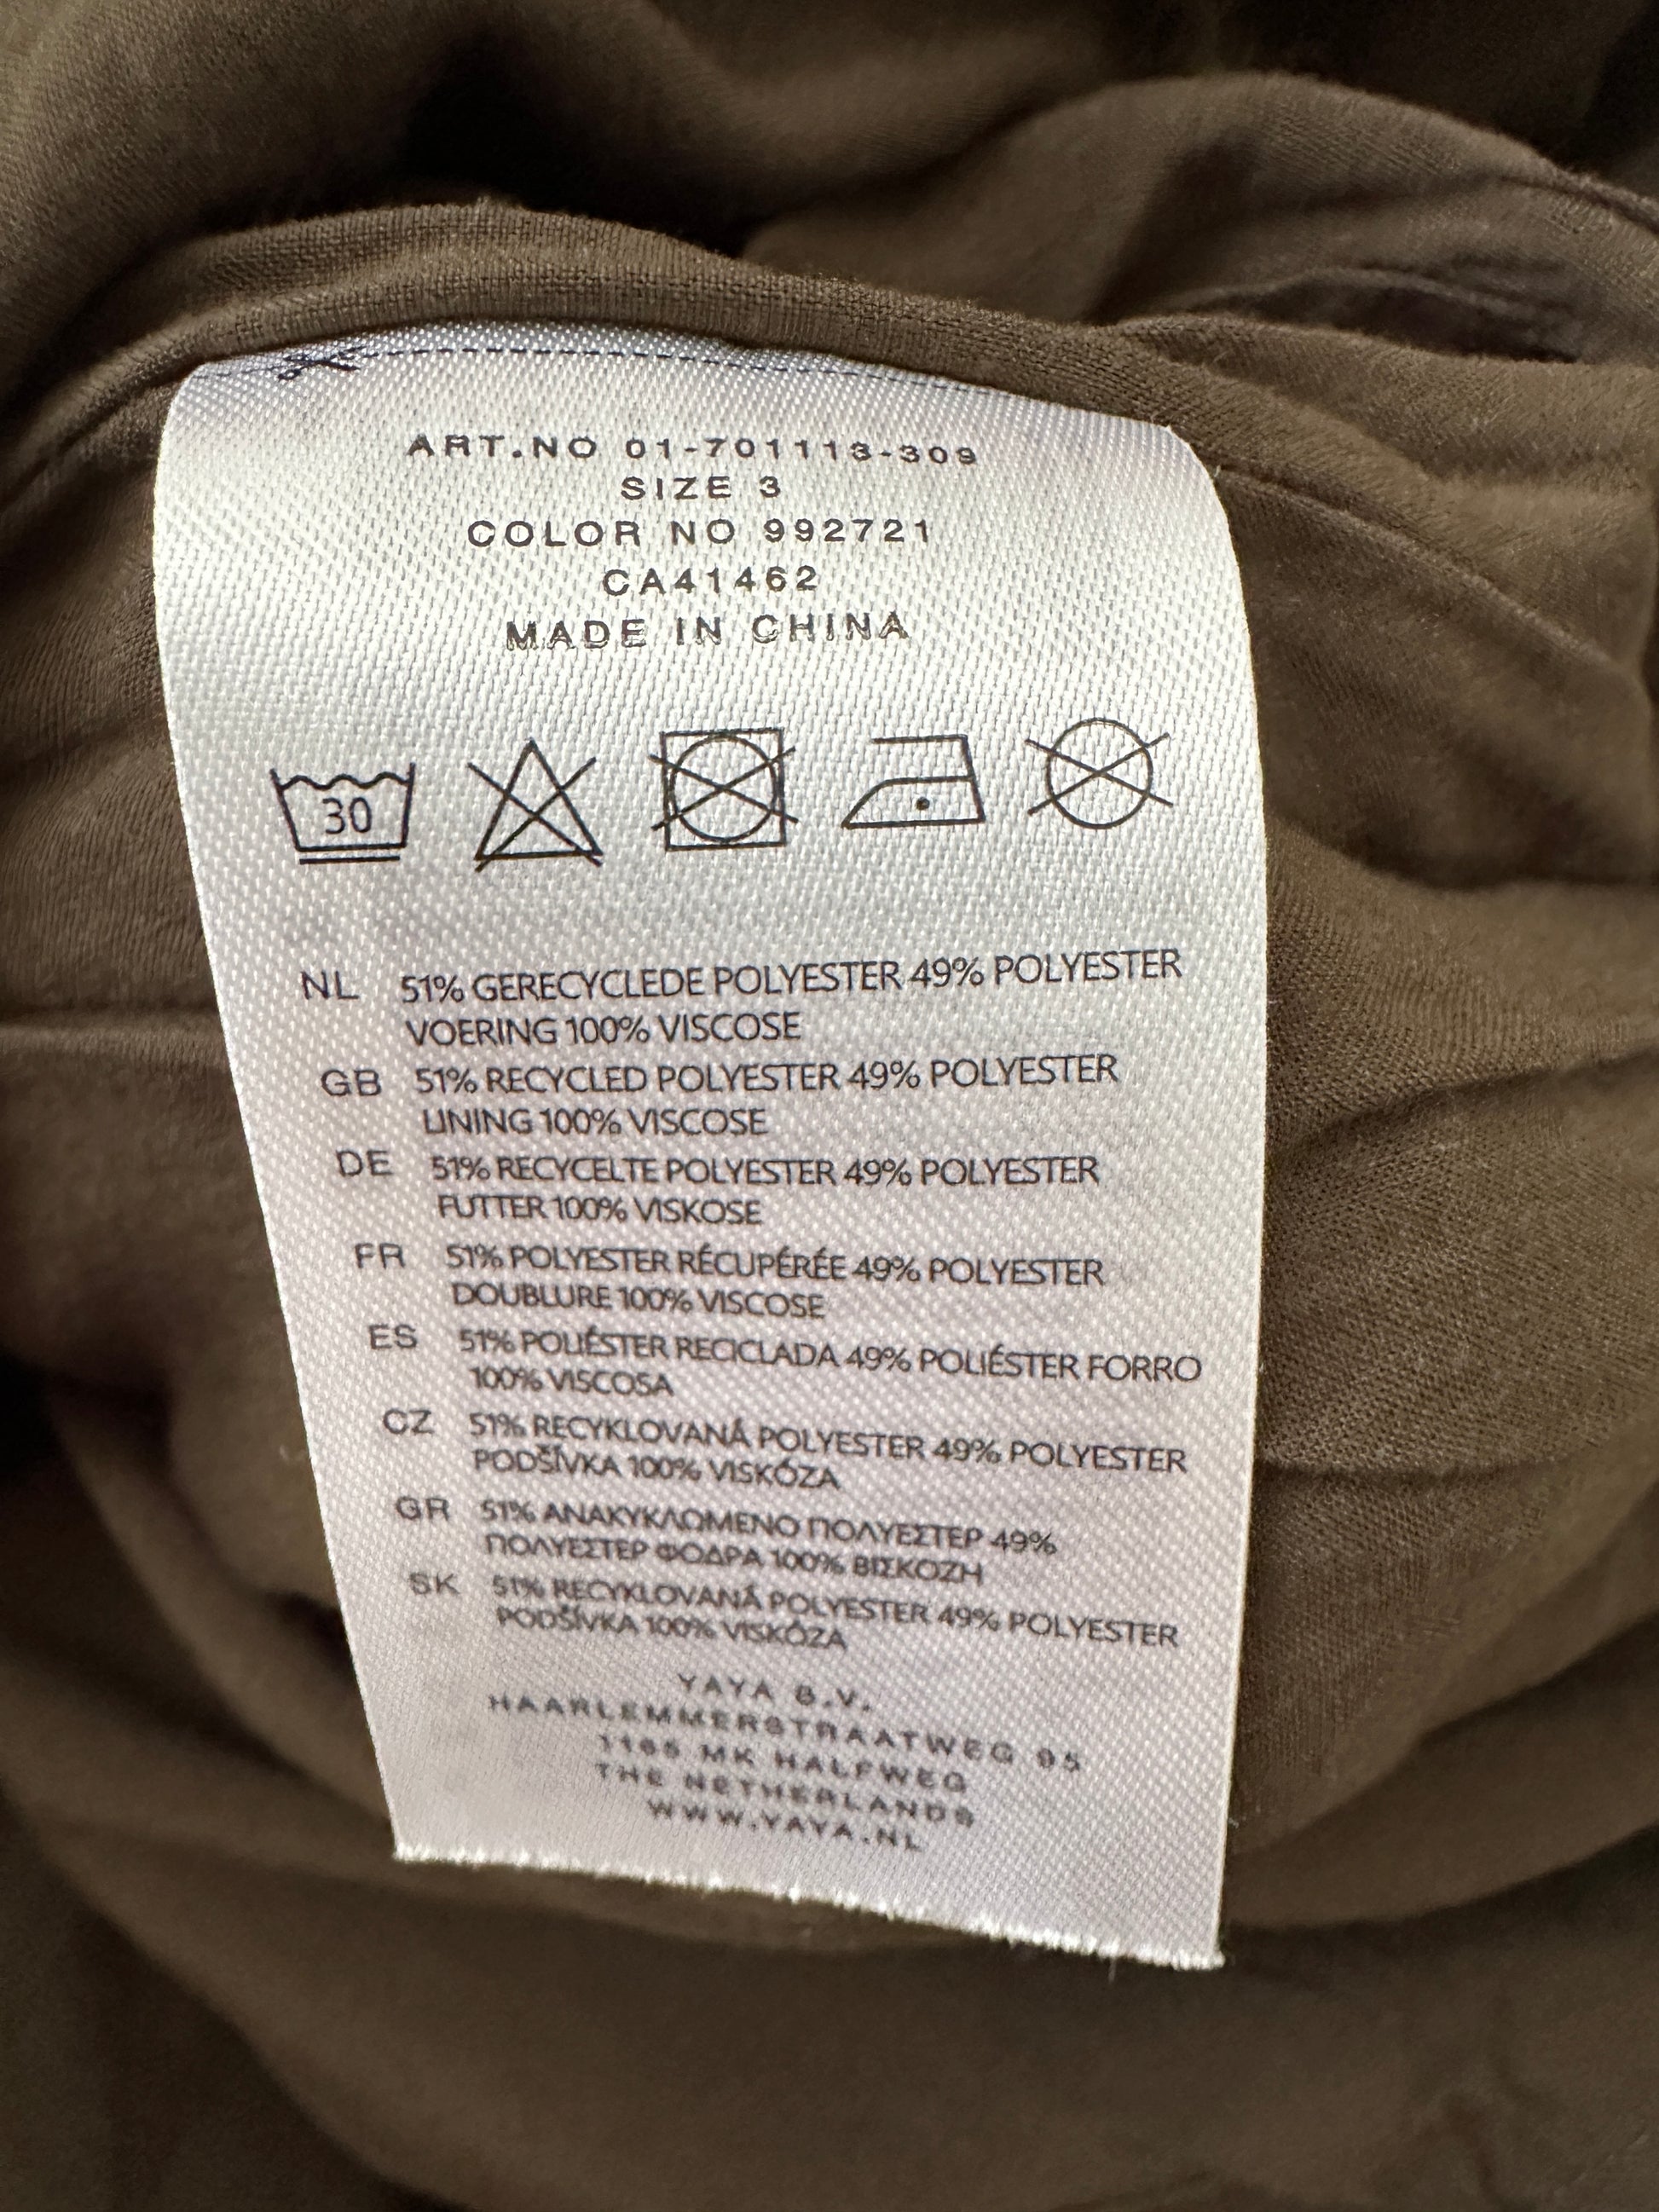 ART.NO 01-701113-309
SIZE 3
COLOR NO 992721
CA41462
MADE IN CHINA
30
NL 51% GERECYCLEDE POLYESTER 49% POLYESTER
VOERING 100% VISCOSE
GB 51% RECYCLED POLYESTER 49% POLYESTER
LINING 100% VISCOSE
DE 51% RECYCELTE POLYESTER 49% POLYESTER
FUTTER 100% VISKOSE
FR 51% POLYESTER RÉCUPÉRÉE 49% POLYESTER
DOUBLURE 100% VISCOSE
ES 51% POLIÉSTER RECICLADA 49% POLIÉSTER FORRO
100% VISCOSA
CZ 51% RECYKLOVANÁ POLYESTER 49% POLYESTER
PODŠÍVKA 100% VISKÓZA
GR 51% ΑΝΑΚΥΚΛΩΜΕΝΟ ΠΟΛΥΕΣΤΕΡ 49%
ΠΟΛΥΕΣΤΕΡ ΦΟΔΡΑ 100% ΒΙΣΚΟΖΗ
SK 51% RECYKLOVANÁ POLYESTER 49% POLYESTER
PODŠÍVKA 100% VISKÓZA
YAYA B.V.
HAARLEMMERSTRAATWEG 95
1165 MK HALFWEG
THE NETHERLANDS
WWW.YAYA.NL